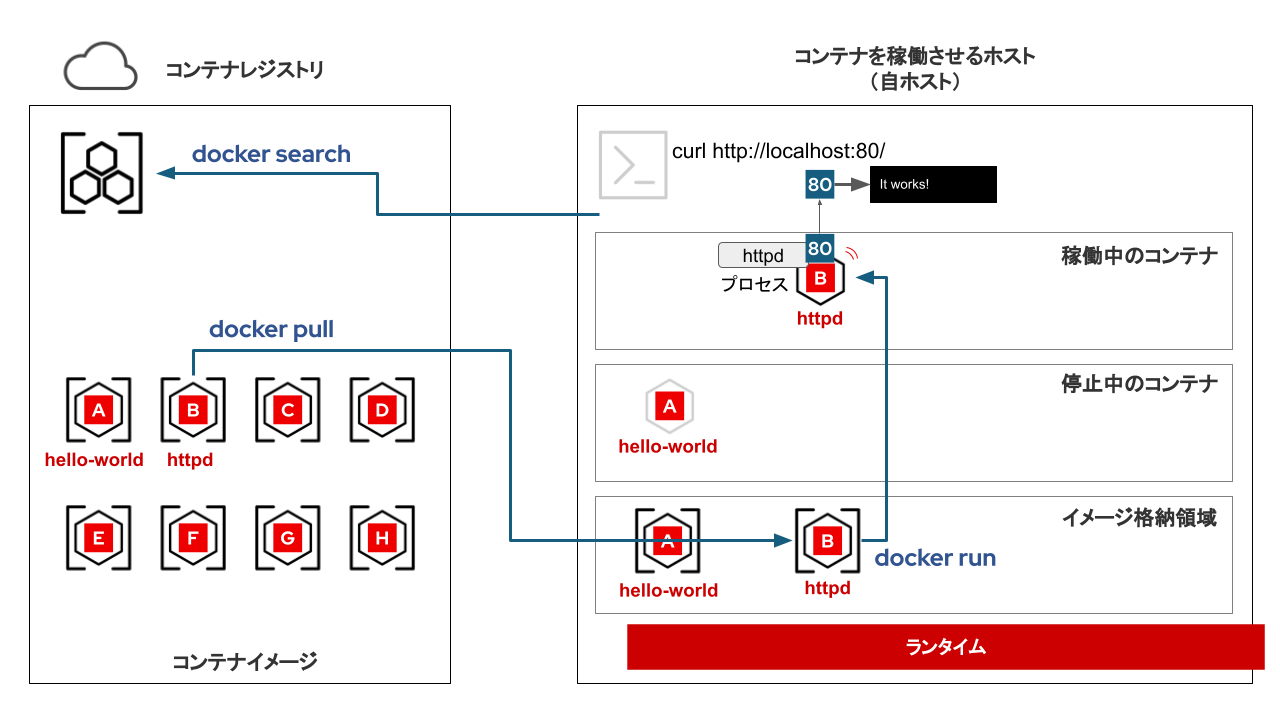 コンテナレジストリ
コンテナを稼働させるホスト
（自ホスト）
docker search
curl http://localhost:80/
80
It works!
httpd
80
プロセス
B
httpd
稼働中のコンテナ
docker pull
A
B
C
D
hello-world
httpd
E
F
G
H
コンテナイメージ
停止中のコンテナ
A
hello-world
イメージ格納領域
A
B
hello-world
httpd
docker run
ランタイム